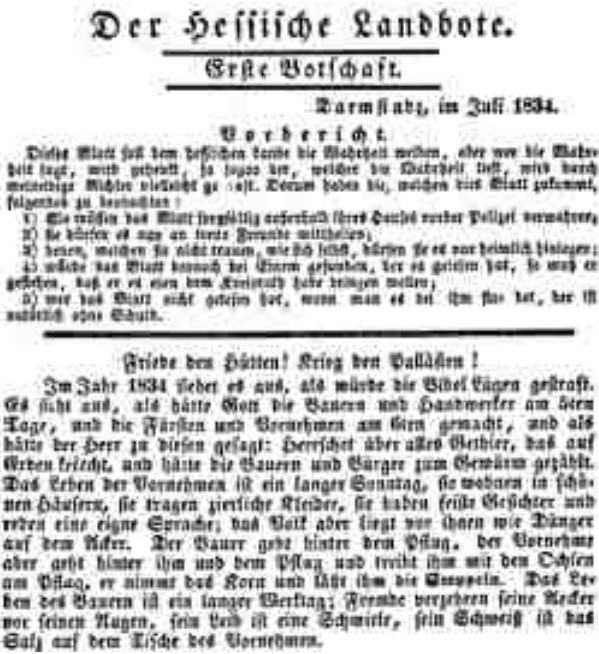 Der Hessische Landbote.
Erste Botschaft.
Darmstadt, im Juli 1834.
Vorbericht
Dieses Blatt soll dem hessischen Lande die Wahrheit melden, aber wer die Wahr-
heit sagt, wird gehenkt, ja sogar der, welcher die Wahrheit liest, wird durch
meineidige Richter vielleicht gestraft. Darum haben die, welchen dies Blatt zukommt,
folgendes zu beobachten:
1) Sie müssen das Blatt sorgfältig außerhalb ihres Hauses vor der Polizei verwahren;
2) sie dürfen es nur an treue Freunde mittheilen;
3) denen, welchen sie nicht trauen, wie sich selbst, dürfen sie es nur heimlich hinlegen;
4) würde das Blatt dennoch bei Einem gefunden, der es gelesen hat, so muß er
gestehen, daß er es eben dem Kreisrath habe bringen wollen;
5) wer das Blatt nicht gelesen hat, wenn man es bei ihm findet, der ist
natürlich ohne Schuld.
Friede den Hütten! Krieg den Pallästen!
Im Jahr 1834 siehet es aus, als würde die Bibel Lügen gestraft.
Es sieht aus, als hätte Gott die Bauern und Handwerker am 5ten
Tage, und die Fürsten und Vornehmen am 6ten gemacht, und als
hätte der Herr zu diesen gesagt: Herrschet über alles Gethier, das auf
Erden kriecht, und hätte die Bauern und Bürger zum Gewürm gezählt.
Das Leben der Vornehmen ist ein langer Sonntag, sie wohnen in schö-
nen Häusern, sie tragen zierliche Kleider, sie haben feiste Gesichter und
reden eine eigne Sprache; das Volk aber liegt vor ihnen wie Dünger
auf dem Acker. Der Bauer geht hinter dem Pflug, der Vornehme
aber geht hinter ihm und dem Pflug und treibt ihn mit den Ochsen
am Pflug, er nimmt das Korn und läßt ihm die Stoppeln. Das Le-
ben des Bauern ist ein langer Werktag; Fremde verzehren seine Aecker
vor seinen Augen, sein Leib ist eine Schwiele, sein Schweiß ist das
Salz auf dem Tische des Vornehmen.